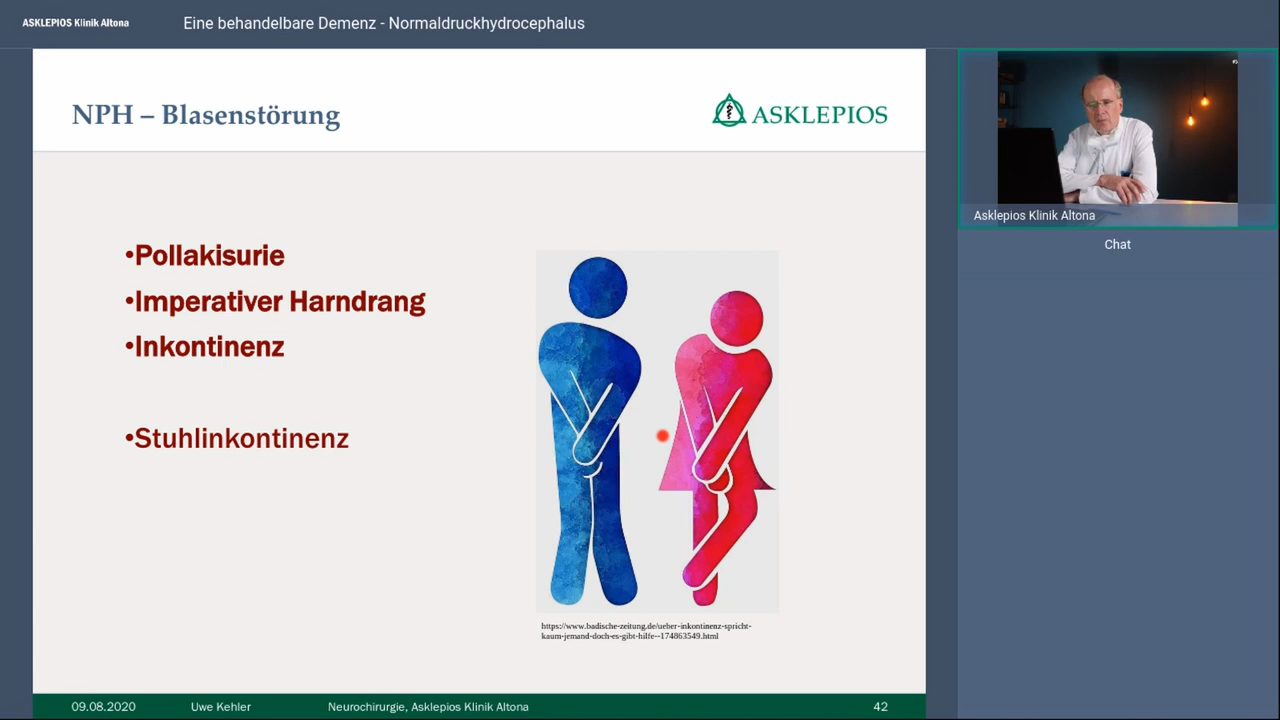 ASKLEPIOS Klinik Altona
Eine behandelbare Demenz - Normaldruckhydrocephalus
NPH – Blasenstörung
ASKLEPIOS
•Pollakisurie
•Imperativer Harndrang
•Inkontinenz
•Stuhlinkontinenz
https://www.badische-zeitung.de/ueber-inkontinenz-spricht-
kaum-jemand-doch-es-gibt-hilfe--174863549.html
09.08.2020 Uwe Kehler Neurochirurgie, Asklepios Klinik Altona 42
Asklepios Klinik Altona
Chat